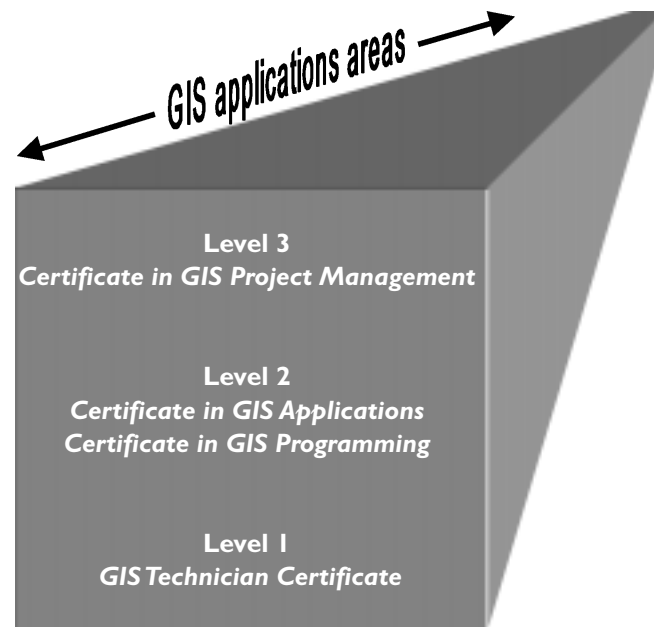 GIS applications areas
Level 3
Certificate in GIS Project Management
Level 2
Certificate in GIS Applications
Certificate in GIS Programming
Level 1
GIS Technician Certificate